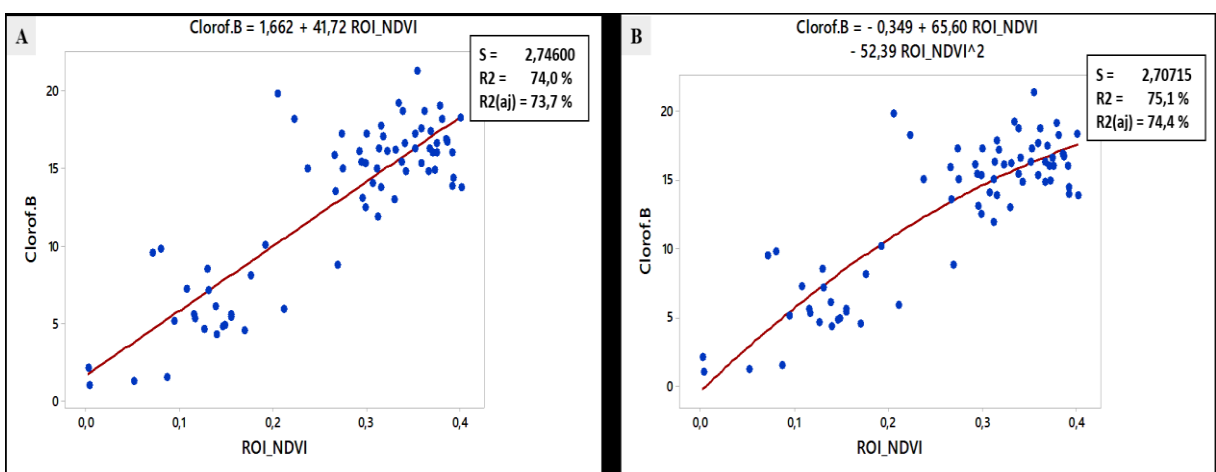 A
Clorof.B = 1,662 + 41,72 ROI_NDVI
S = 2,74600
R2 = 74,0 %
R2(aj) = 73,7 %
20
15
10
5
0
Clorof.B
0,0 0,1 0,2 0,3 0,4
ROI_NDVI
B
Clorof.B = - 0,349 + 65,60 ROI_NDVI
- 52,39 ROI_NDVI^2
S = 2,70715
R2 = 75,1 %
R2(aj) = 74,4 %
20
15
10
5
0
Clorof.B
0,0 0,1 0,2 0,3 0,4
ROI_NDVI